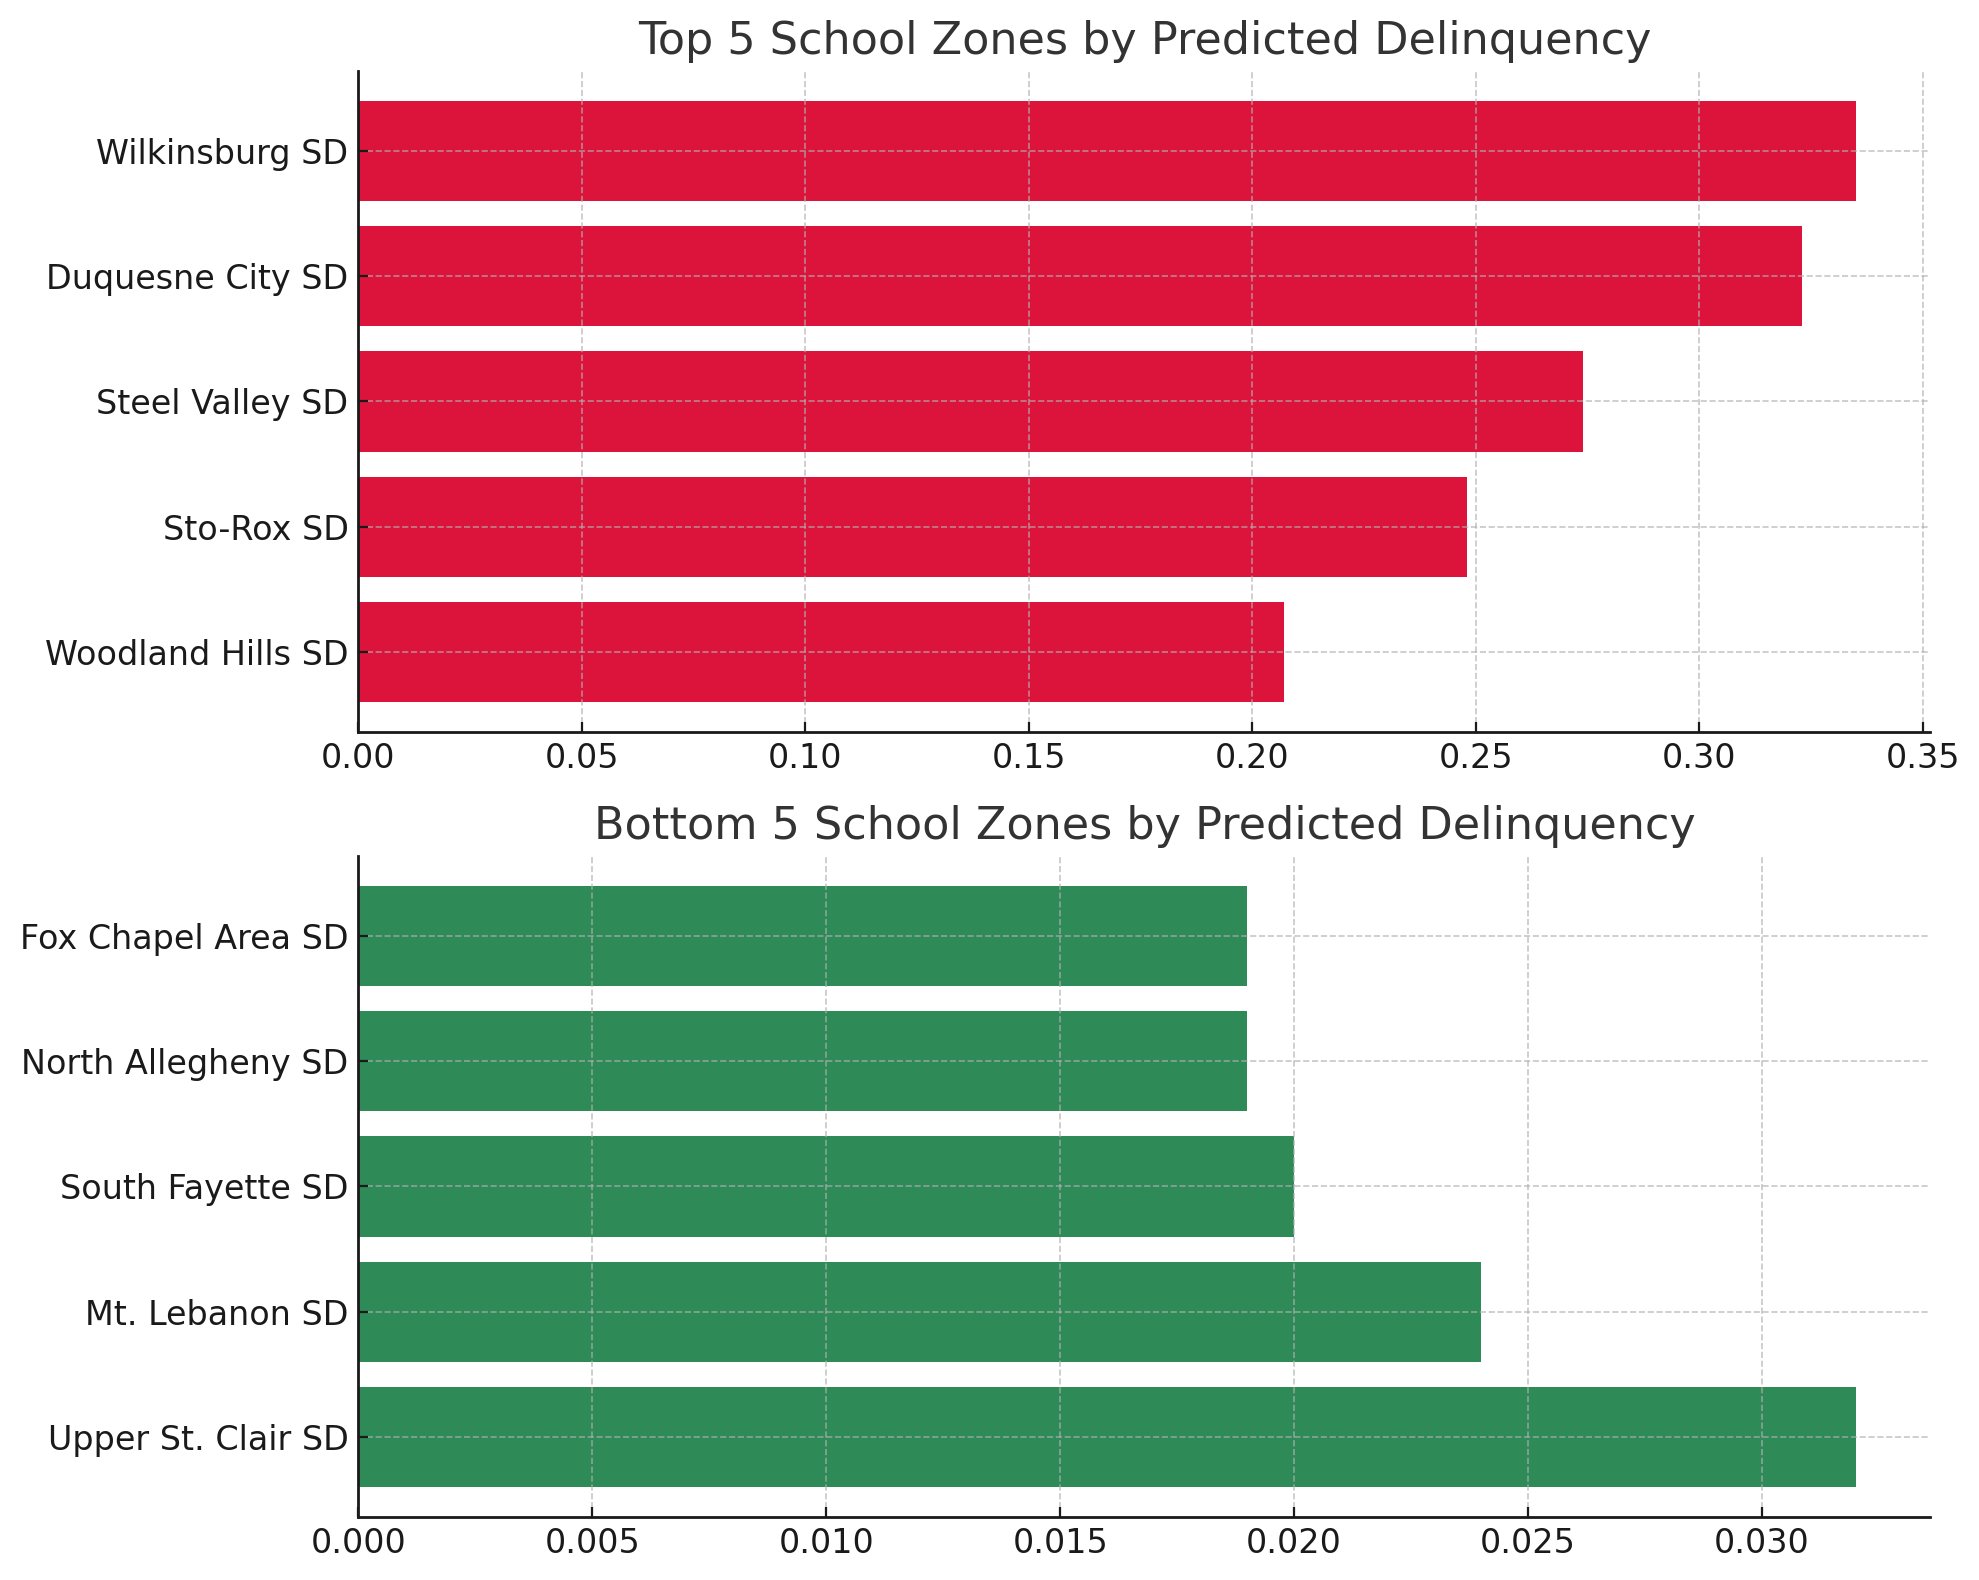 Top 5 School Zones by Predicted Delinquency
Wilkinsburg SD
Duquesne City SD
Steel Valley SD
Sto-Rox SD
Woodland Hills SD
0.00 0.05 0.10 0.15 0.20 0.25 0.30 0.35
Bottom 5 School Zones by Predicted Delinquency
Fox Chapel Area SD
North Allegheny SD
South Fayette SD
Mt. Lebanon SD
Upper St. Clair SD
0.000 0.005 0.010 0.015 0.020 0.025 0.030